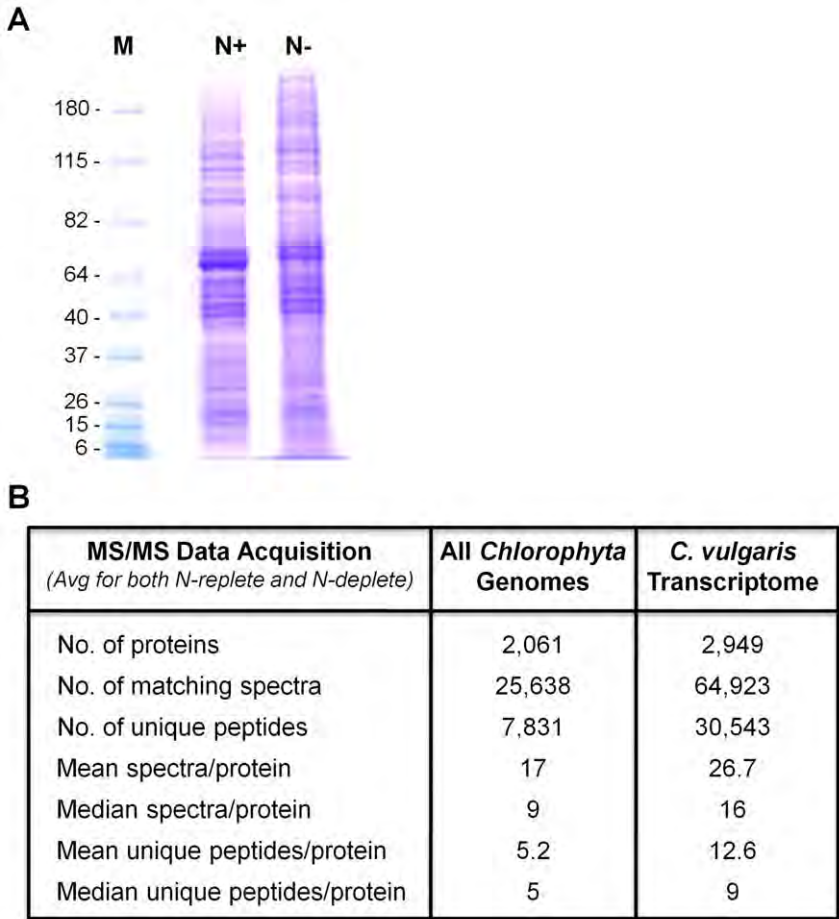 A
M N+ N-
180 -
115 -
82 -
64 -
40 -
37 -
26 -
15 -
6 -
B
MS/MS Data Acquisition
(Avg for both N-replete and N-deplete)
All Chlorophyta
Genomes
C. vulgaris
Transcriptome
No. of proteins 2,061 2,949
No. of matching spectra 25,638 64,923
No. of unique peptides 7,831 30,543
Mean spectra/protein 17 26.7
Median spectra/protein 9 16
Mean unique peptides/protein 5.2 12.6
Median unique peptides/protein 5 9